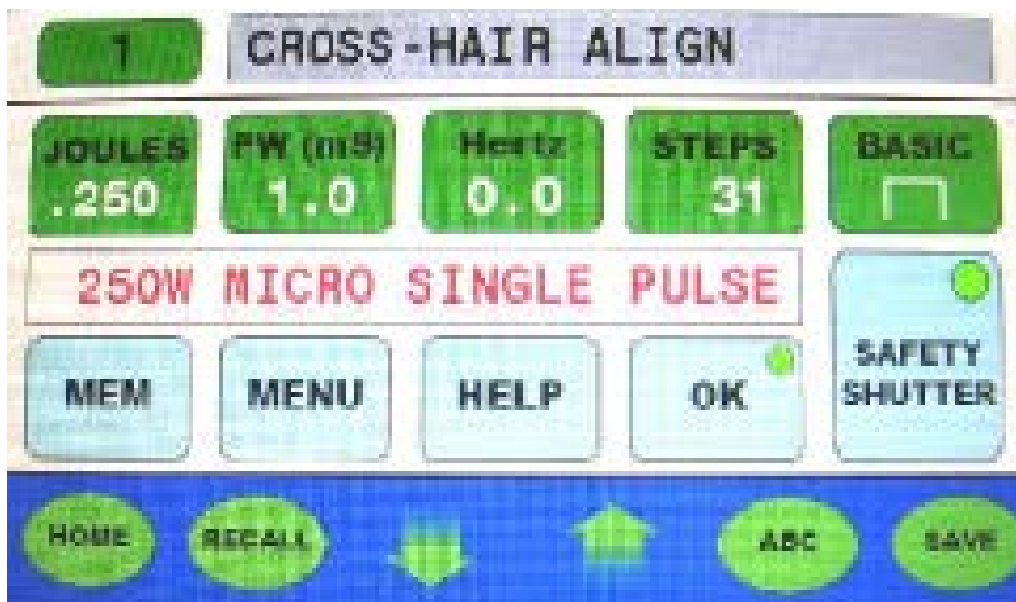 1 CROSS-HAIR ALIGN
JOULES PW (mS) Hertz STEPS BASIC
.250 1.0 0.0 31
250W MICRO SINGLE PULSE
SAFETY
MEM MENU HELP OK SHUTTER
HOME RECALL ABC SAVE